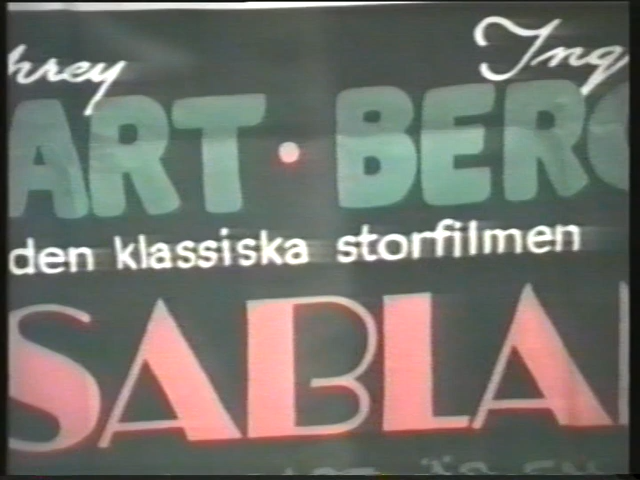 hrey Ing
ART · BERG
den klassiska storfilmen
SABLA